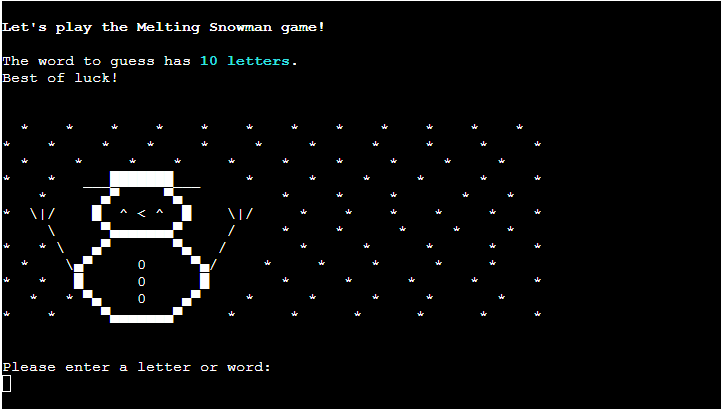 Let's play the Melting Snowman game!
The word to guess has 10 letters.
Best of luck!
Please enter a letter or word: